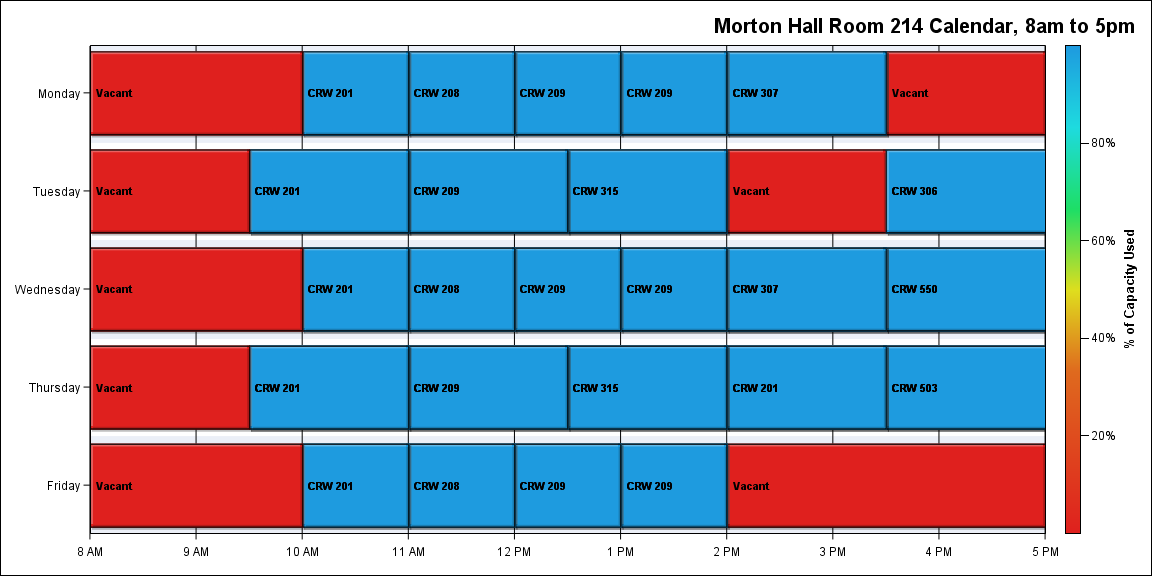 Morton Hall Room 214 Calendar, 8am to 5pm
Monday
Vacant
CRW 201
CRW 208
CRW 209
CRW 209
CRW 307
Vacant
Tuesday
Vacant
CRW 201
CRW 209
CRW 315
Vacant
CRW 306
Wednesday
Vacant
CRW 201
CRW 208
CRW 209
CRW 209
CRW 307
CRW 550
Thursday
Vacant
CRW 201
CRW 209
CRW 315
CRW 201
CRW 503
Friday
Vacant
CRW 201
CRW 208
CRW 209
CRW 209
Vacant
8 AM
9 AM
10 AM
11 AM
12 PM
1 PM
2 PM
3 PM
4 PM
5 PM
80%
60%
40%
20%
% of Capacity Used